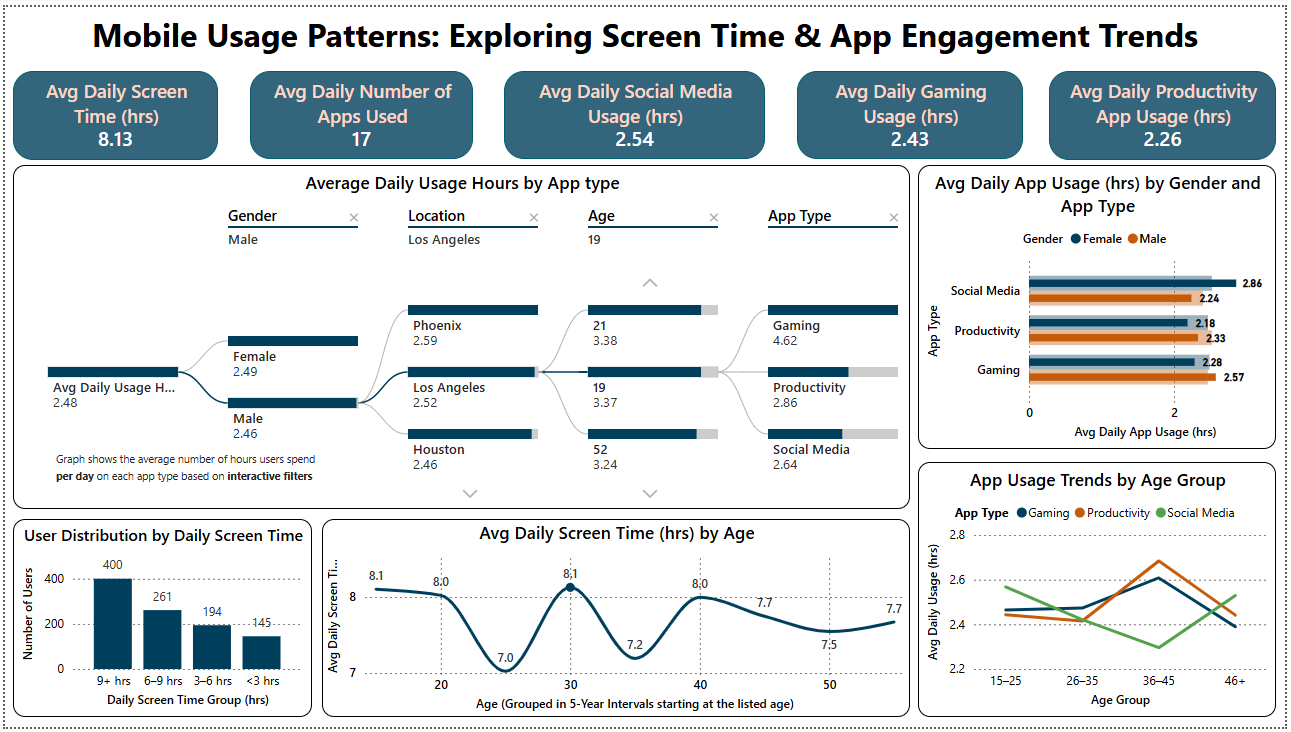 Mobile Usage Patterns: Exploring Screen Time & App Engagement Trends
Avg Daily Screen
Time (hrs)
8.13
Avg Daily Number of
Apps Used
17
Avg Daily Social Media
Usage (hrs)
2.54
Avg Daily Gaming
Usage (hrs)
2.43
Avg Daily Productivity
App Usage (hrs)
2.26
Average Daily Usage Hours by App type
Gender
Male
Location
Los Angeles
Age
19
App Type
Avg Daily Usage H...
2.48
Female
2.49
Male
2.46
Phoenix
2.59
Los Angeles
2.52
Houston
2.46
21
3.38
19
3.37
52
3.24
Gaming
4.62
Productivity
2.86
Social Media
2.64
Graph shows the average number of hours users spend
per day on each app type based on interactive filters
Avg Daily App Usage (hrs) by Gender and
App Type
Gender Female Male
App Type
Social Media
2.86
2.24
Productivity
2.18
2.33
Gaming
2.28
2.57
0 2
Avg Daily App Usage (hrs)
User Distribution by Daily Screen Time
Number of Users
400
200
0
400
261
194
145
9+ hrs 6–9 hrs 3–6 hrs <3 hrs
Daily Screen Time Group (hrs)
Avg Daily Screen Time (hrs) by Age
Avg Daily Screen Ti...
8
7
8.1
8.0
7.0
8.1
7.2
8.0
7.7
7.5
7.7
20 30 40 50
Age (Grouped in 5-Year Intervals starting at the listed age)
App Usage Trends by Age Group
App Type Gaming Productivity Social Media
Avg Daily Usage (hrs)
2.8
2.6
2.4
2.2
15–25 26–35 36–45 46+
Age Group